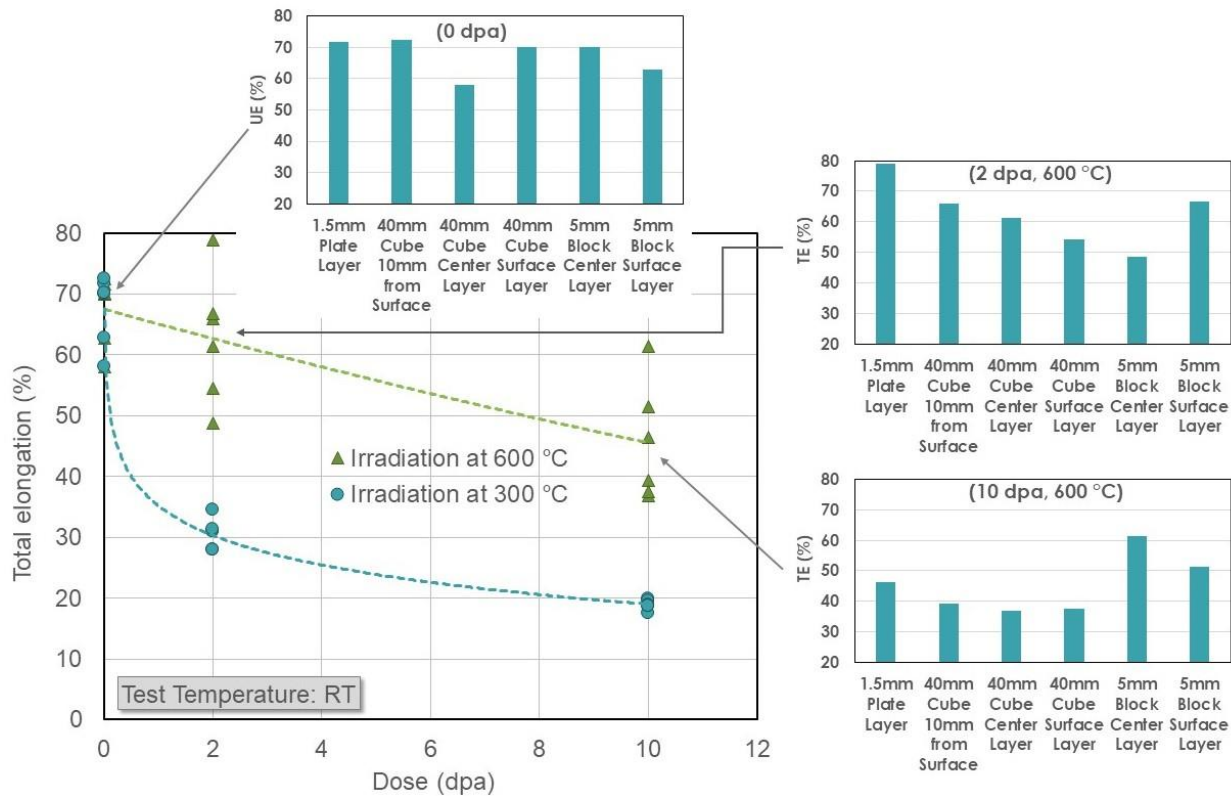 (0 dpa)
UE (%)
80
70
60
50
40
30
20
1.5mm Plate Layer
40mm Cube 10mm from Surface
40mm Cube Center Layer
40mm Cube Surface Layer
5mm Block Center Layer
5mm Block Surface Layer
(2 dpa, 600 °C)
TE (%)
80
70
60
50
40
30
20
1.5mm Plate Layer
40mm Cube 10mm from Surface
40mm Cube Center Layer
40mm Cube Surface Layer
5mm Block Center Layer
5mm Block Surface Layer
(10 dpa, 600 °C)
TE (%)
80
70
60
50
40
30
20
1.5mm Plate Layer
40mm Cube 10mm from Surface
40mm Cube Center Layer
40mm Cube Surface Layer
5mm Block Center Layer
5mm Block Surface Layer
Total elongation (%)
80
70
60
50
40
30
20
10
0
Irradiation at 600 °C
Irradiation at 300 °C
Test Temperature: RT
0 2 4 6 8 10 12
Dose (dpa)